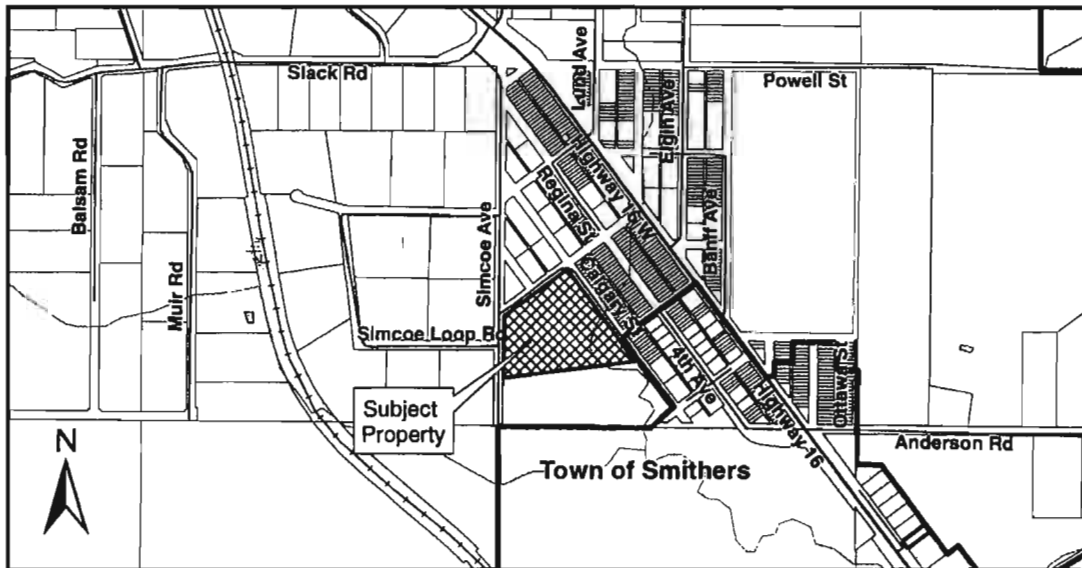 Slack Rd
Lund Ave
Elgin Ave
Powell St
Balsam Rd
Muir Rd
Simcoe Ave
Highway 16 W
Regina St
Banff Ave
Calgary St
Simcoe Loop Rd
4th Ave
Highway 16
Ottawa St
Subject
Property
Anderson Rd
Town of Smithers
N